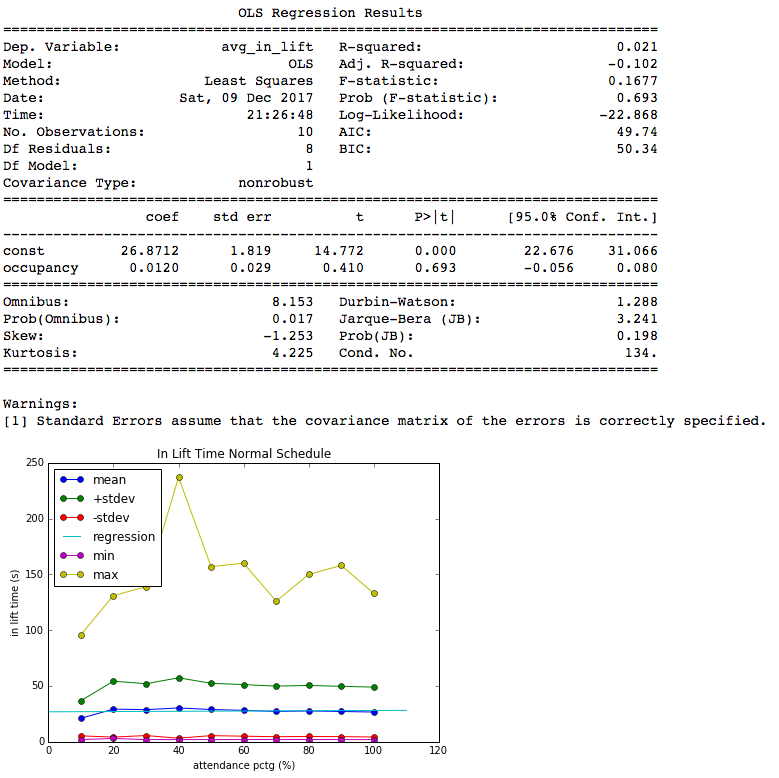 OLS Regression Results
==============================================================================
Dep. Variable: avg_in_lift R-squared: 0.021
Model: OLS Adj. R-squared: -0.102
Method: Least Squares F-statistic: 0.1677
Date: Sat, 09 Dec 2017 Prob (F-statistic): 0.693
Time: 21:26:48 Log-Likelihood: -22.868
No. Observations: 10 AIC: 49.74
Df Residuals: 8 BIC: 50.34
Df Model: 1
Covariance Type: nonrobust
==============================================================================
coef std err t P>|t| [95.0% Conf. Int.]
------------------------------------------------------------------------------
const 26.8712 1.819 14.772 0.000 22.676 31.066
occupancy 0.0120 0.029 0.410 0.693 -0.056 0.080
==============================================================================
Omnibus: 8.153 Durbin-Watson: 1.288
Prob(Omnibus): 0.017 Jarque-Bera (JB): 3.241
Skew: -1.253 Prob(JB): 0.198
Kurtosis: 4.225 Cond. No. 134.
==============================================================================
Warnings:
[1] Standard Errors assume that the covariance matrix of the errors is correctly specified.
In Lift Time Normal Schedule
250
200
150
100
50
0
in lift time (s)
mean
+stdev
-stdev
regression
min
max
0 20 40 60 80 100 120
attendance pctg (%)